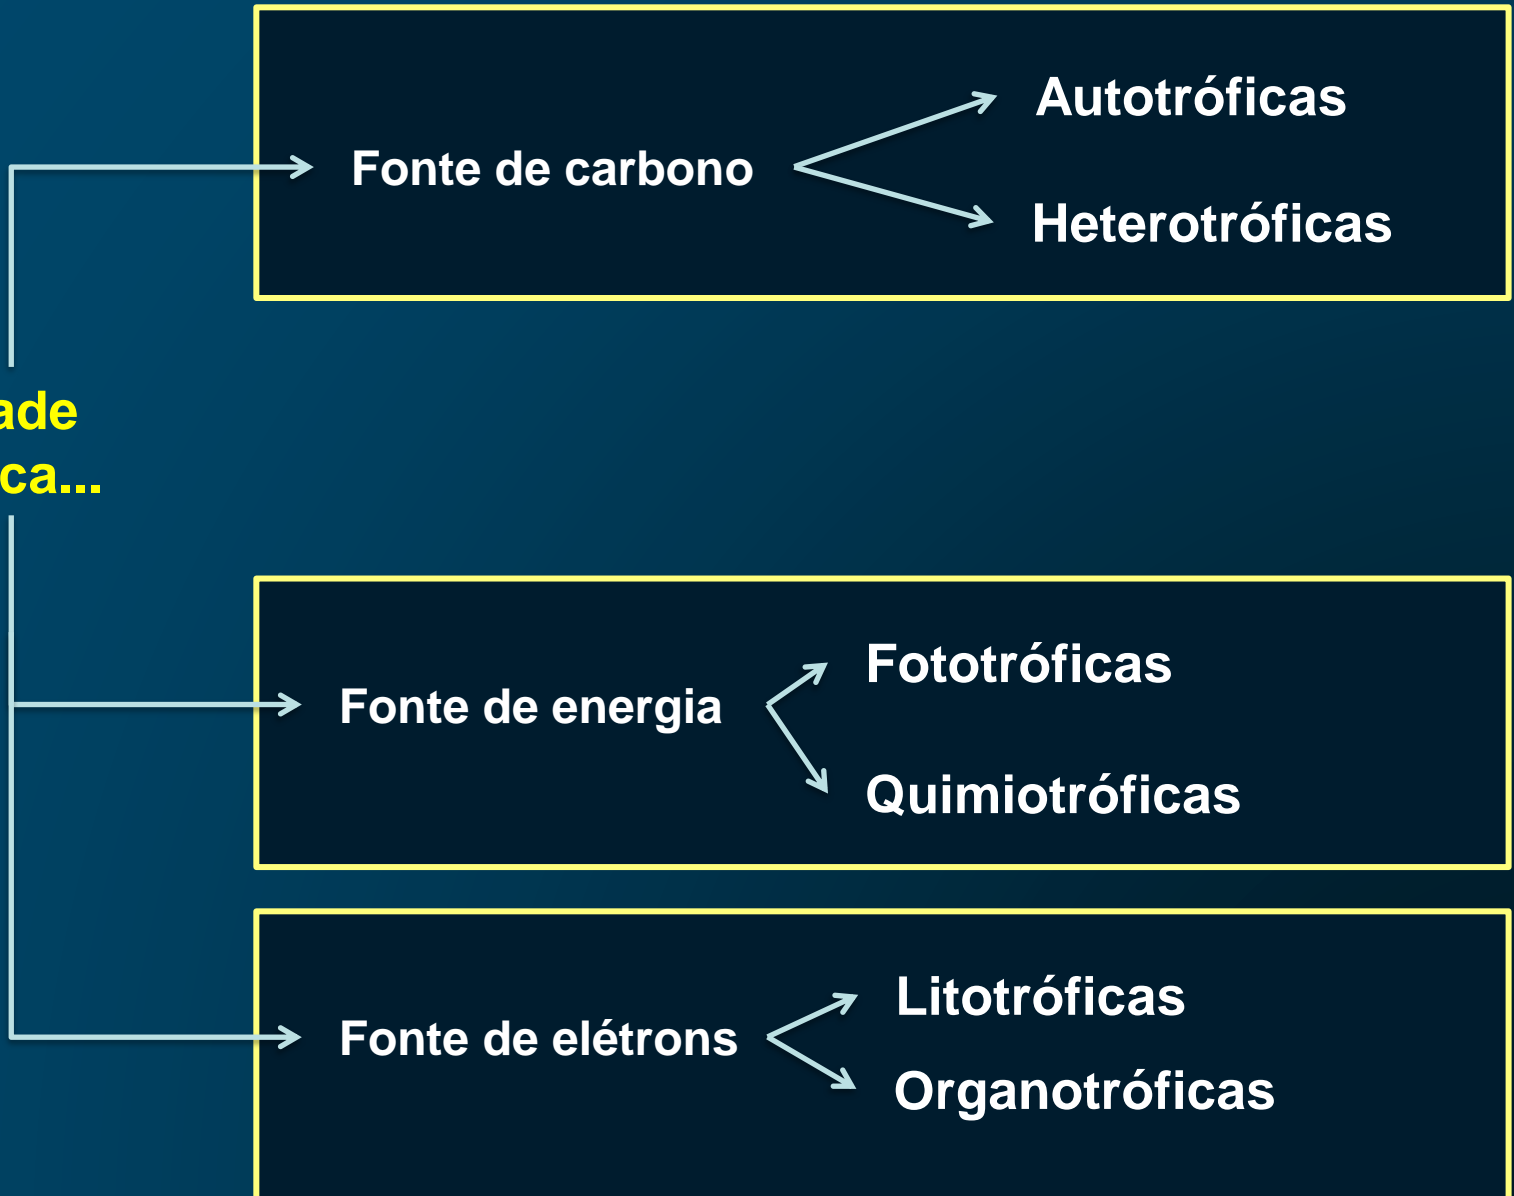 Autotróficas
Fonte de carbono
Heterotróficas
ade
ca...
Fototróficas
Fonte de energia
Quimiotróficas
Litotróficas
Fonte de elétrons
Organotróficas